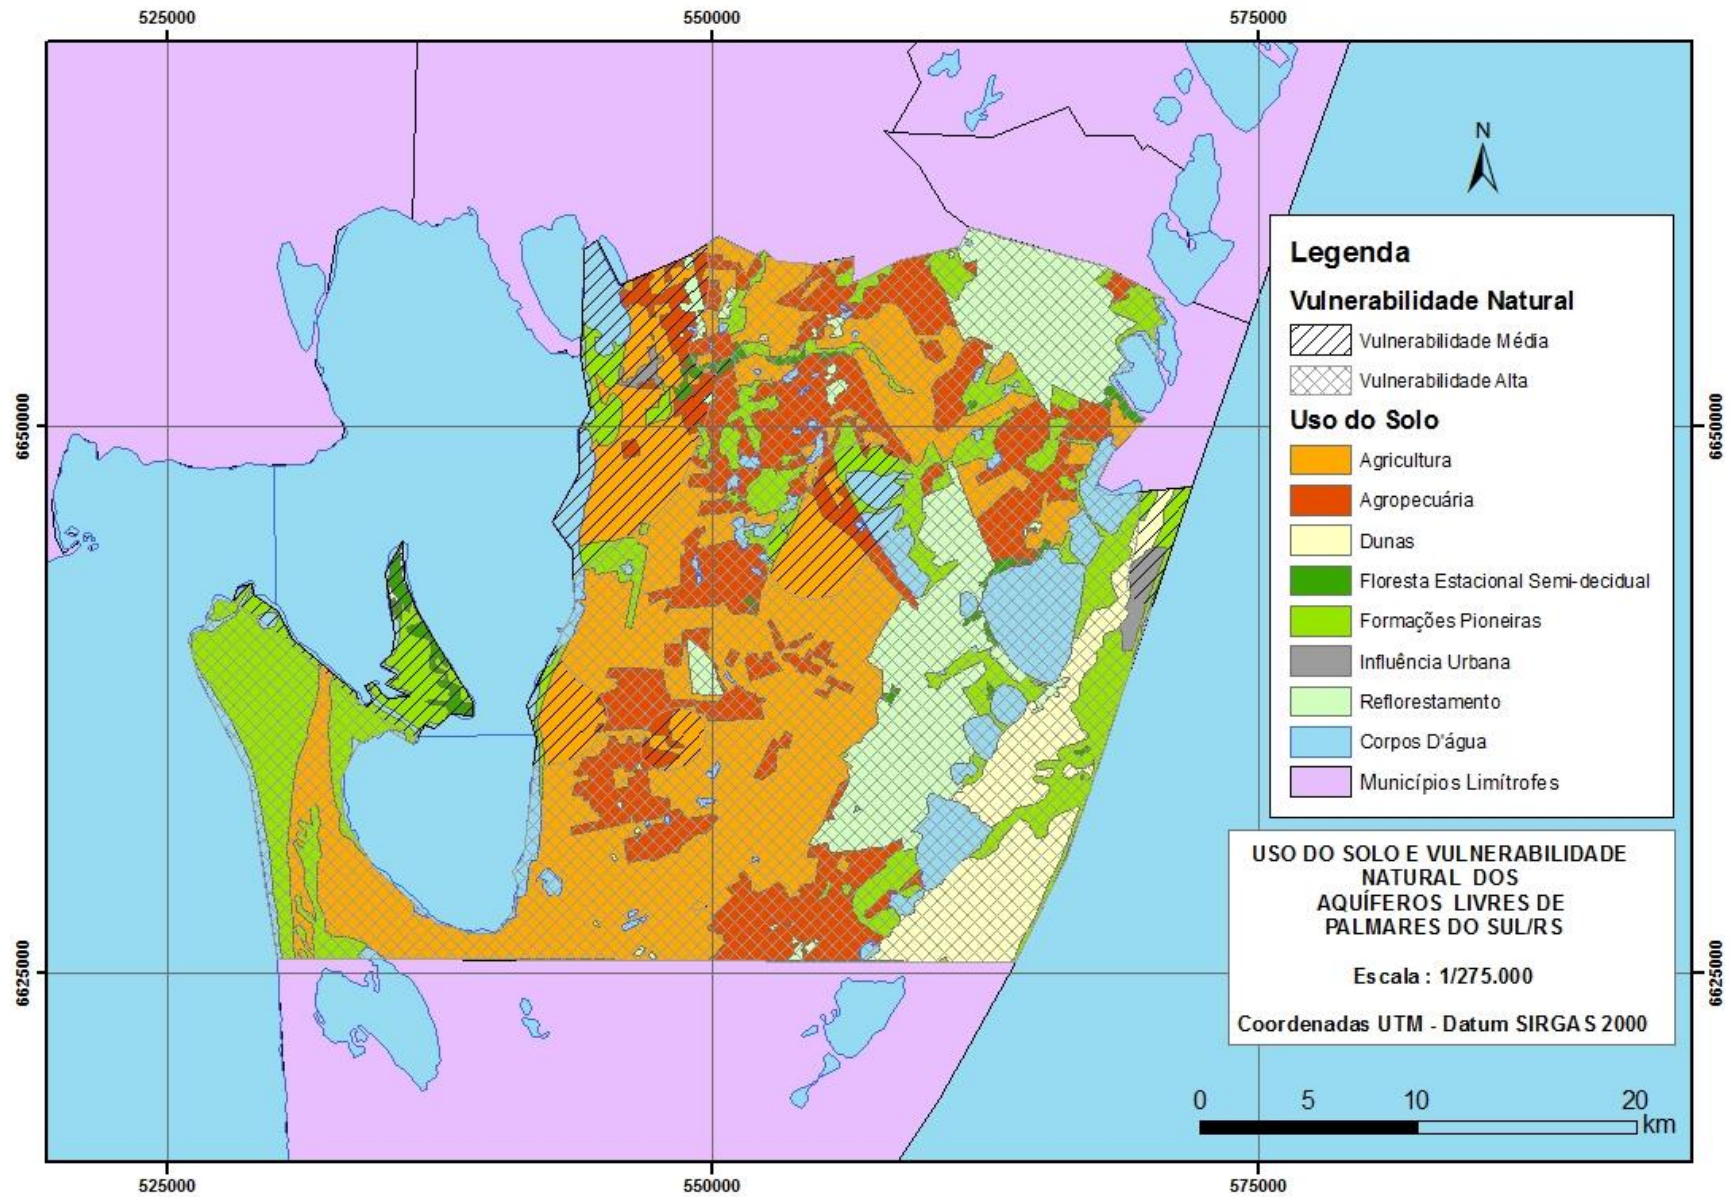 525000 550000 575000
N
Legenda
Vulnerabilidade Natural
Vulnerabilidade Média
Vulnerabilidade Alta
Uso do Solo
Agricultura
Agropecuária
Dunas
Floresta Estacional Semi-decidual
Formações Pioneiras
Influência Urbana
Reflorestamento
Corpos D'água
Municípios Limítrofes
6650000 6650000
USO DO SOLO E VULNERABILIDADE
NATURAL DOS
AQUÍFEROS LIVRES DE
PALMARES DO SUL/RS
Escala : 1/275.000
Coordenadas UTM - Datum SIRGAS 2000
6625000 6625000
0 5 10 20
km
525000 550000 575000